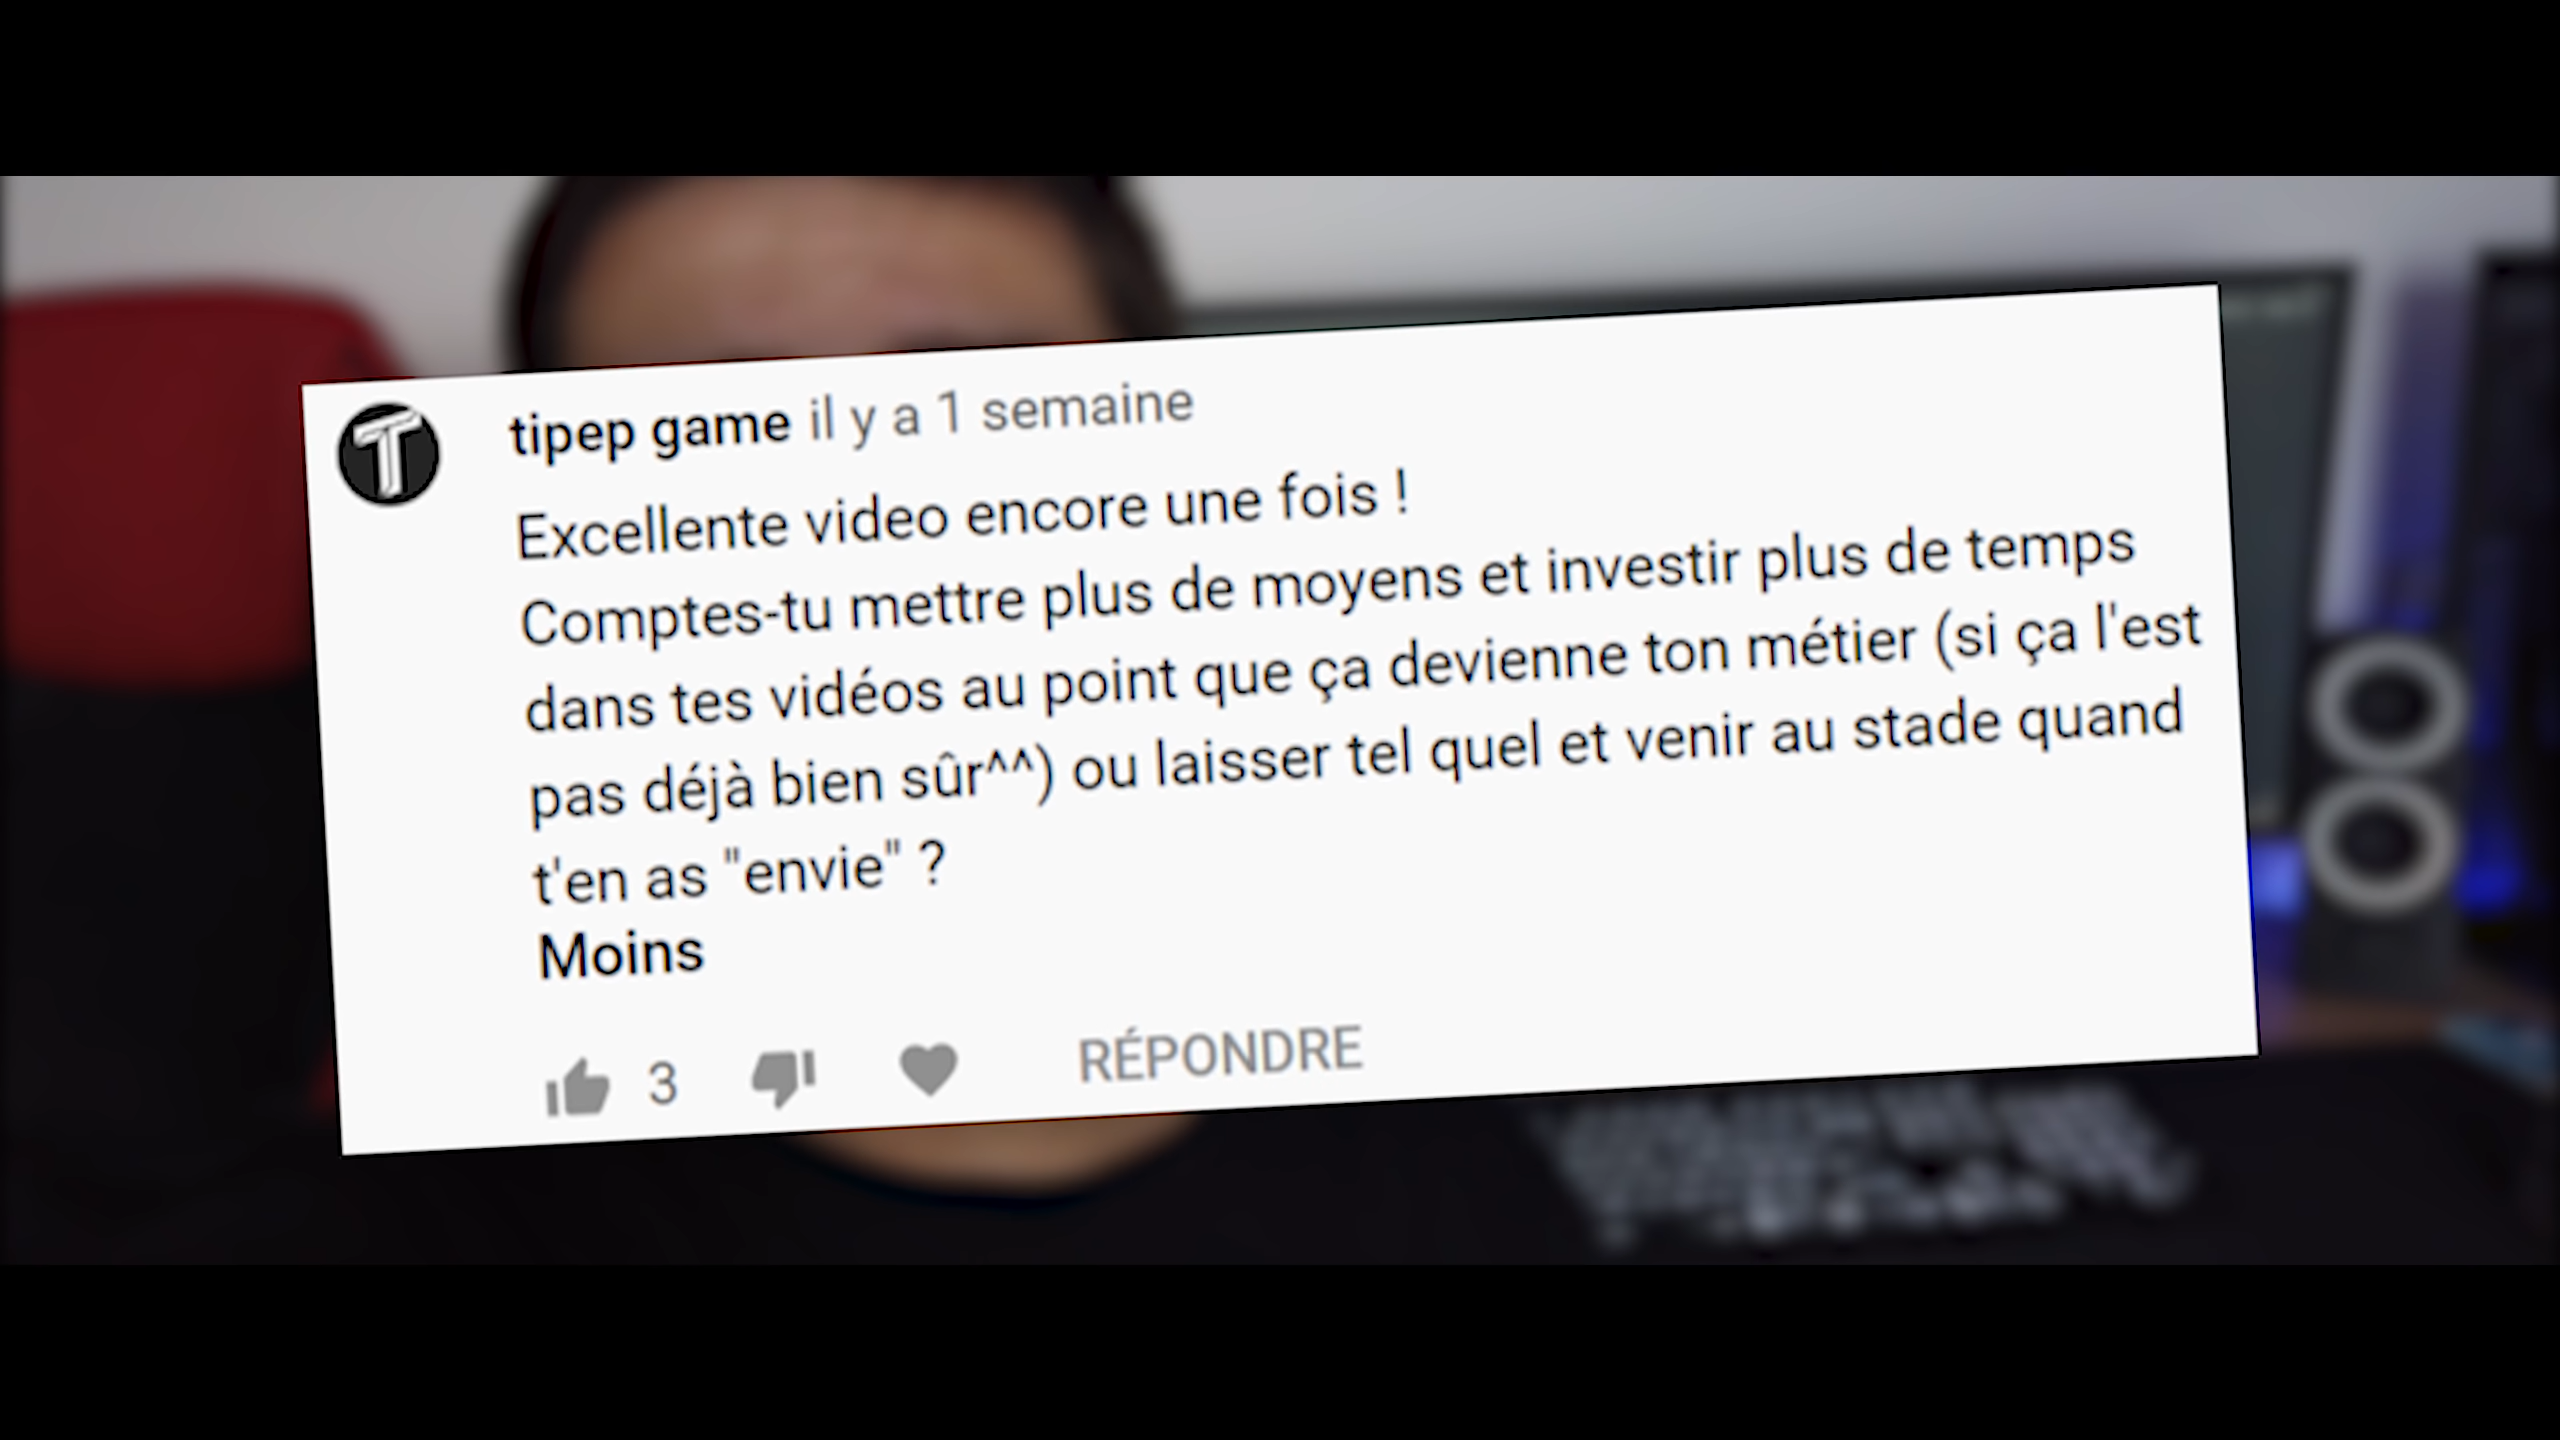 T
tipep game il y a 1 semaine
Excellente video encore une fois !
Comptes-tu mettre plus de moyens et investir plus de temps
dans tes vidéos au point que ça devienne ton métier (si ça l'est
pas déjà bien sûr^^) ou laisser tel quel et venir au stade quand
t'en as "envie" ?
Moins
3 RÉPONDRE